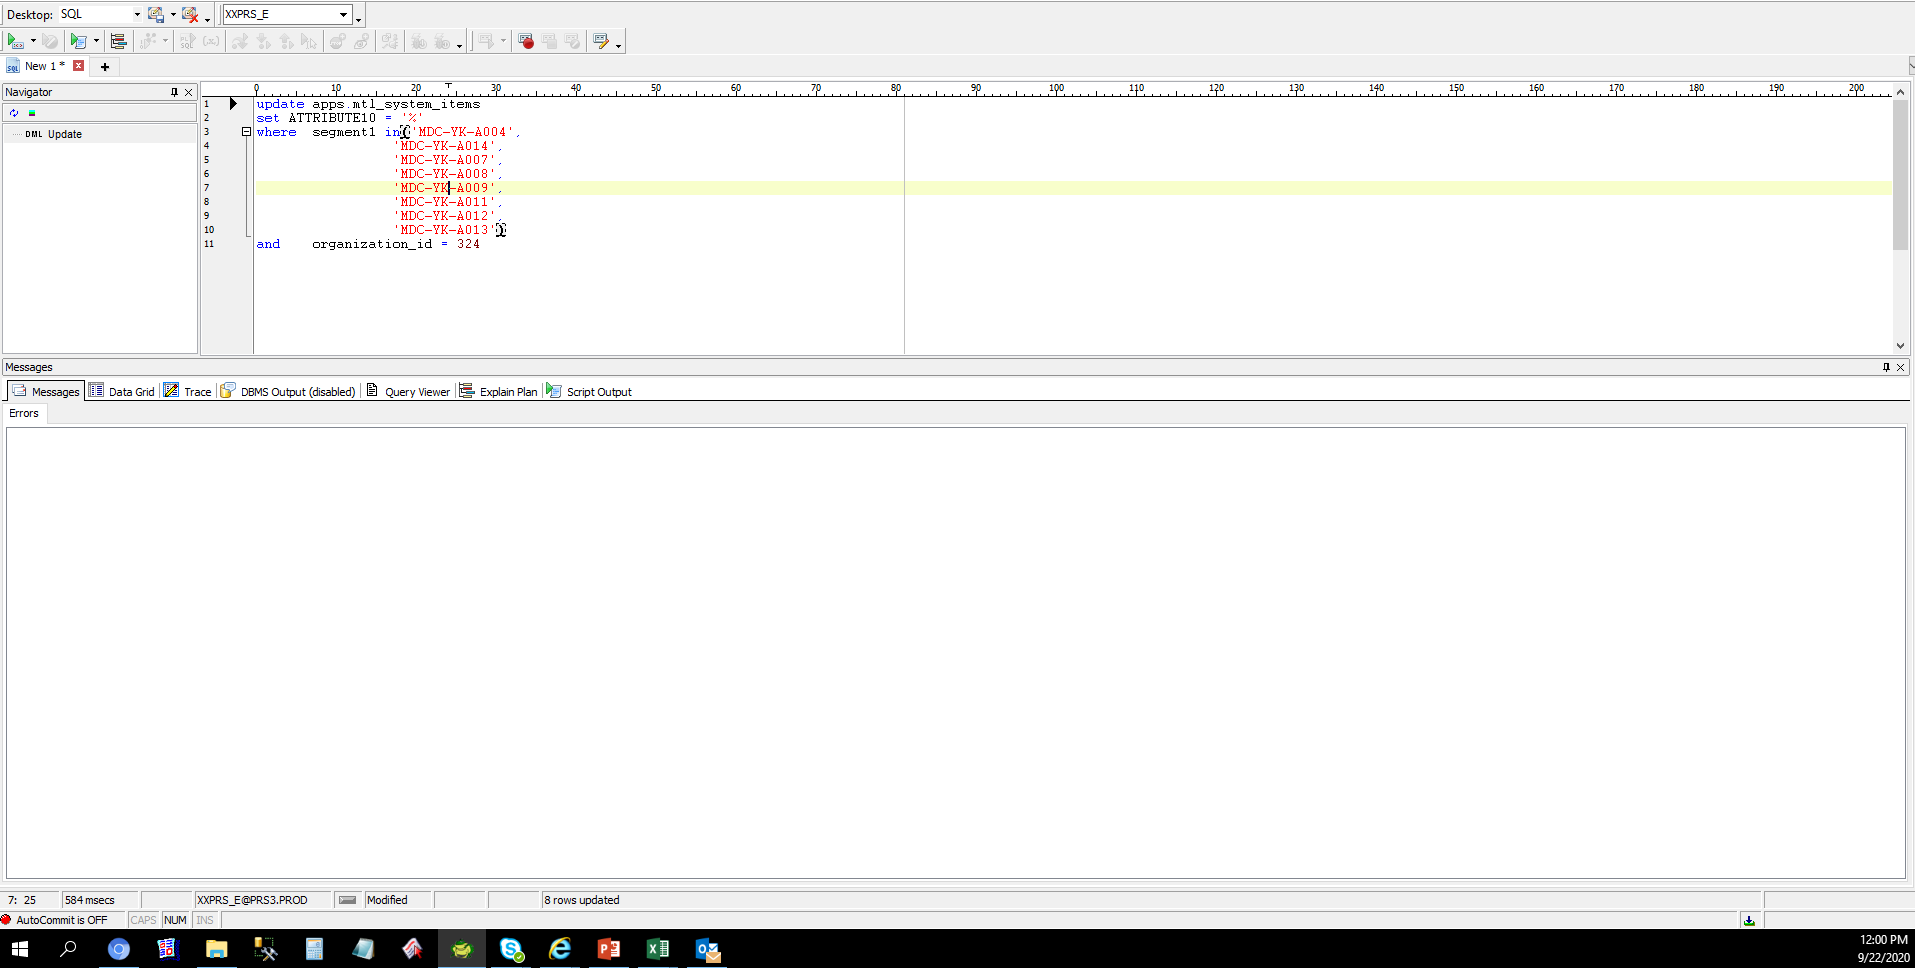 Desktop: SQL XXPRS_E
New 1 *
Navigator
DML Update
0 10 20 30 40 50 60 70 80 90 100 110 120 130 140 150 160 170 180 190 200
1 update apps.mtl_system_items
2 set ATTRIBUTE10 = '%'
3 where segment1 in('MDC-YK-A004',
4 'MDC-YK-A014',
5 'MDC-YK-A007',
6 'MDC-YK-A008',
7 'MDC-YK-A009',
8 'MDC-YK-A011',
9 'MDC-YK-A012',
10 'MDC-YK-A013')
11 and organization_id = 324
Messages
Messages Data Grid Trace DBMS Output (disabled) Query Viewer Explain Plan Script Output
Errors
7: 25 584 msecs XXPRS_E@PRS3.PROD Modified 8 rows updated
AutoCommit is OFF CAPS NUM INS
12:00 PM
9/22/2020